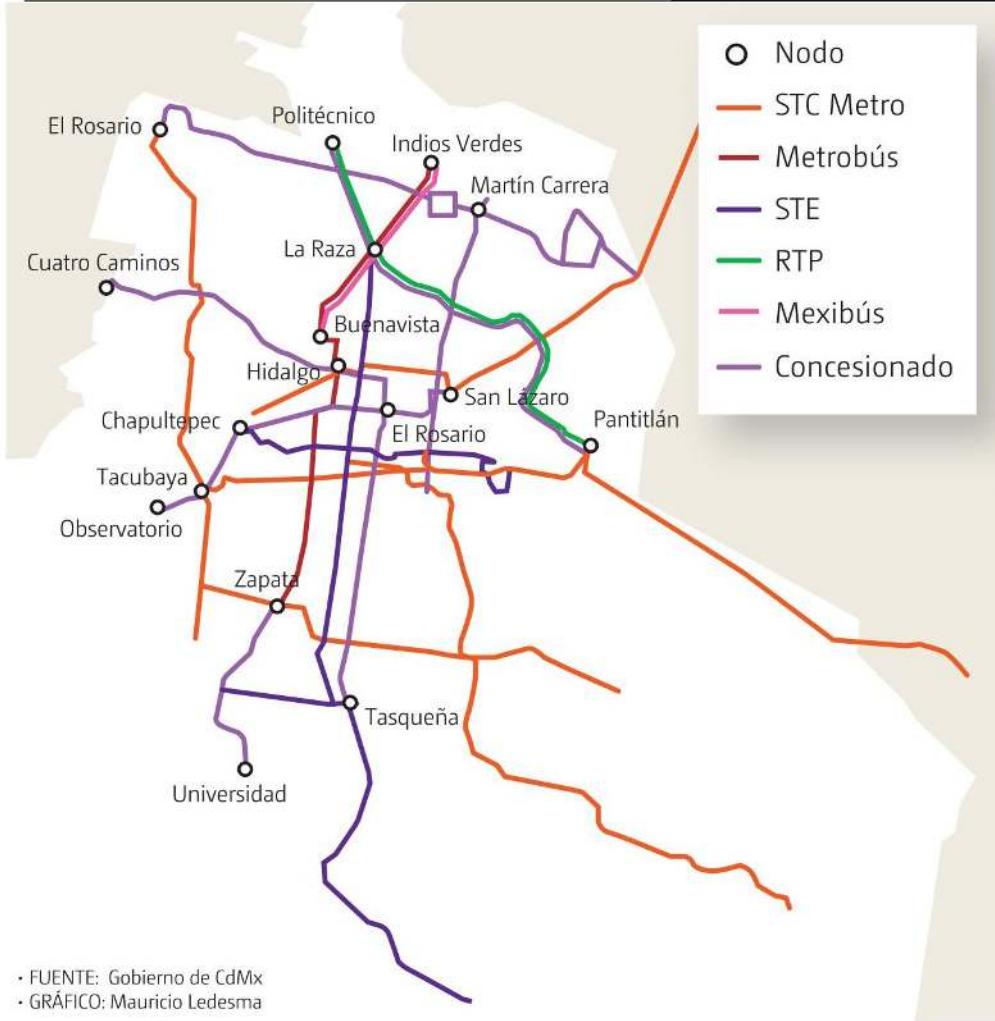 Nodo
STC Metro
Metrobús
STE
RTP
Mexibús
Concesionado
Politécnico
El Rosario
Indios Verdes
Martín Carrera
La Raza
Cuatro Caminos
Buenavista
Hidalgo
San Lázaro
Chapultepec
El Rosario
Pantitlán
Tacubaya
Observatorio
Zapata
Tasqueña
Universidad
• FUENTE: Gobierno de CdMx
• GRÁFICO: Mauricio Ledesma